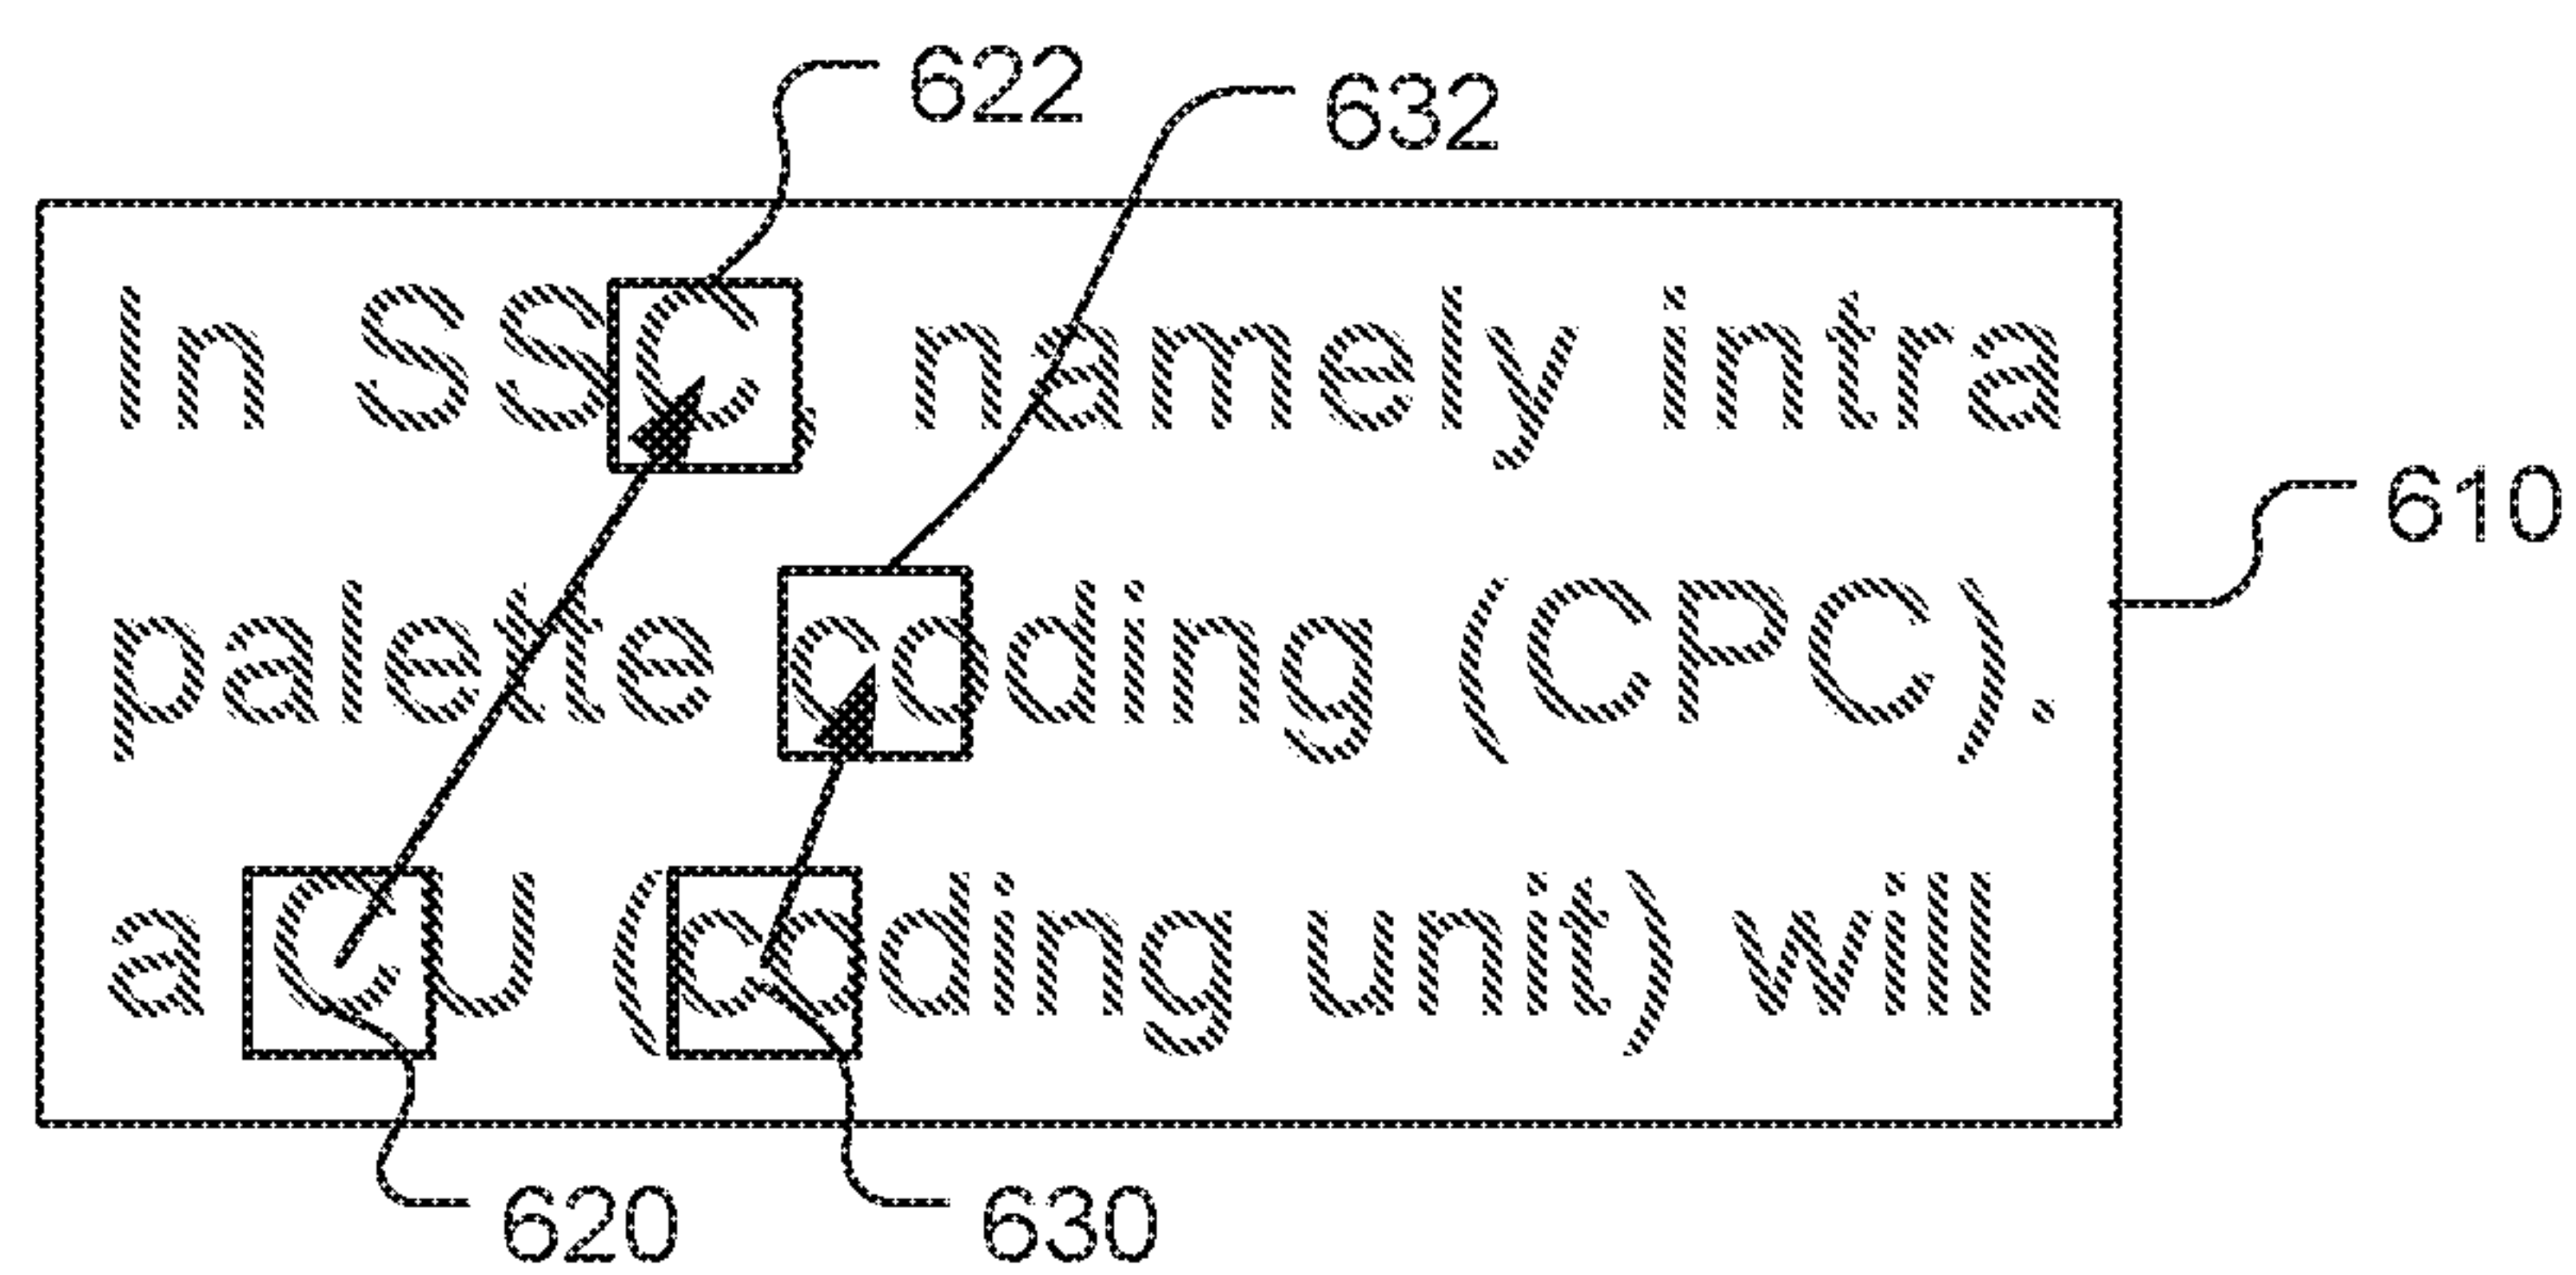 622
632
In SSC, namely intra
610
palette coding (CPC).
a CU (coding unit) will
620
630